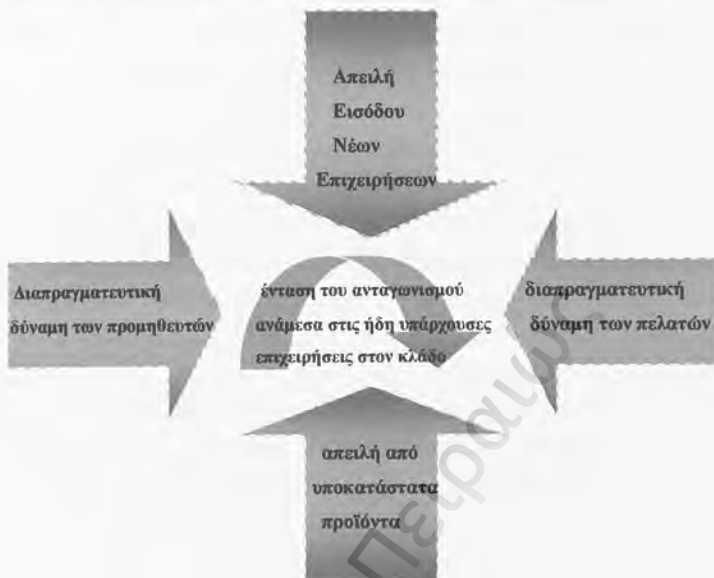 Απειλή
Εισόδου
Νέων
Επιχειρήσεων
Διαπραγματευτική
δύναμη των προμηθευτών
ένταση του ανταγωνισμού
ανάμεσα στις ήδη υπάρχουσες
επιχειρήσεις στον κλάδο
διαπραγματευτική
δύναμη των πελατών
απειλή από
υποκατάστατα
προϊόντα
Πειραιώς